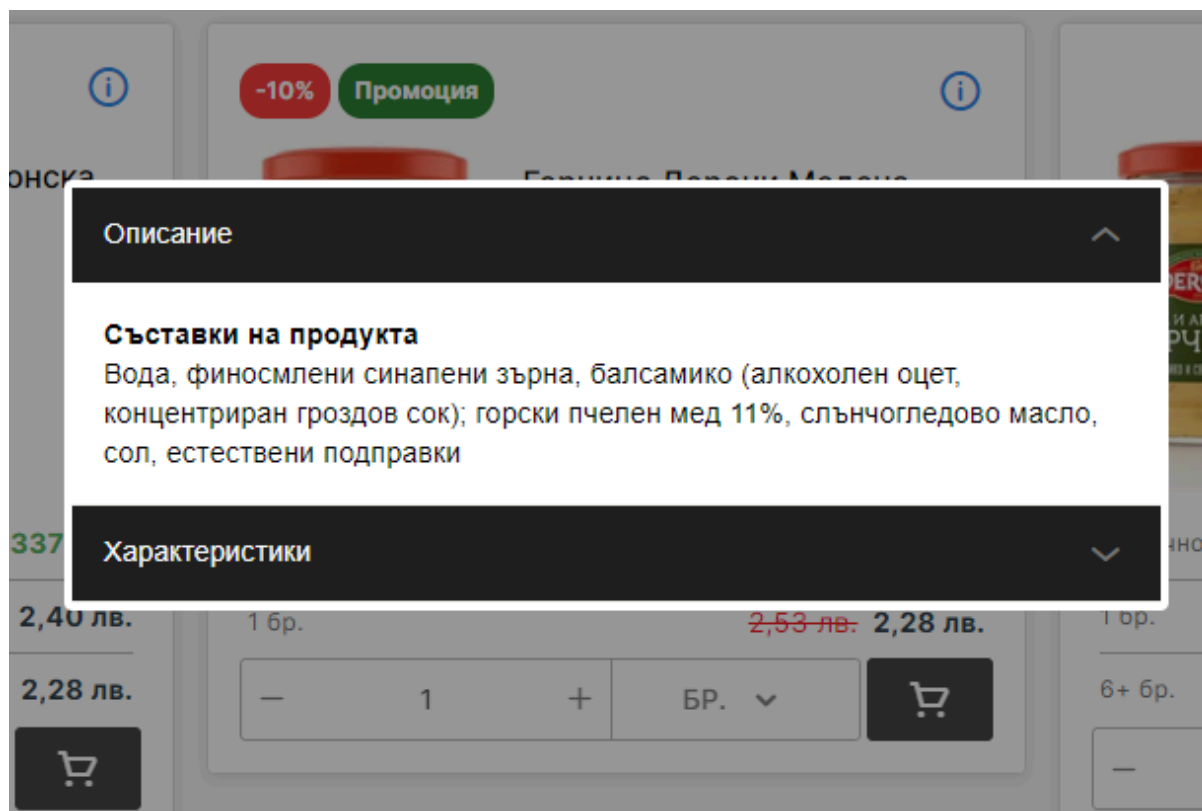 -10%
Промоция
Описание
Съставки на продукта
Вода, финосмлени синапени зърна, балсамико (алкохолен оцет,
концентриран гроздов сок); горски пчелен мед 11%, слънчогледово масло,
сол, естествени подправки
Характеристики
337
2,40 лв.
2,28 лв.
1 бр.
2,53 лв. 2,28 лв.
1
БР.
1 бр.
6+ бр.